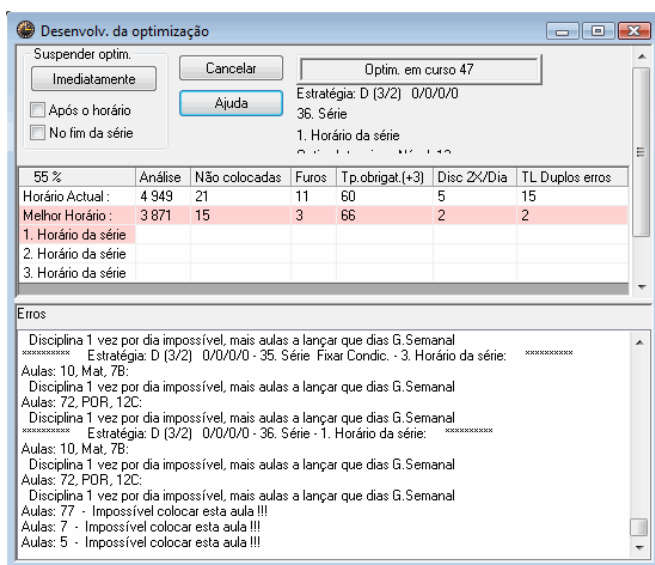 Desenvolv. da optimização
Suspender optim.
Imediatamente
Após o horário
No fim da série
Cancelar
Ajuda
Optim. em curso 47
Estratégia: D (3/2) 0/0/0/0
36. Série
1. Horário da série
55 % Análise Não colocadas Furos Tp.obrigat.(+3) Disc 2X/Dia TL Duplos erros
Horário Actual : 4 949 21 11 60 5 15
Melhor Horário : 3 871 15 3 66 2 2
1. Horário da série
2. Horário da série
3. Horário da série
Erros
Disciplina 1 vez por dia impossível, mais aulas a lançar que dias G.Semanal
********** Estratégia: D (3/2) 0/0/0/0 - 35. Série Fixar Condic. - 3. Horário da série: **********
Aulas: 10, Mat, 7B:
Disciplina 1 vez por dia impossível, mais aulas a lançar que dias G.Semanal
Aulas: 72, POR, 12C:
Disciplina 1 vez por dia impossível, mais aulas a lançar que dias G.Semanal
********** Estratégia: D (3/2) 0/0/0/0 - 36. Série - 1. Horário da série: **********
Aulas: 10, Mat, 7B:
Disciplina 1 vez por dia impossível, mais aulas a lançar que dias G.Semanal
Aulas: 72, POR, 12C:
Disciplina 1 vez por dia impossível, mais aulas a lançar que dias G.Semanal
Aulas: 77 - Impossível colocar esta aula !!!
Aulas: 7 - Impossível colocar esta aula !!!
Aulas: 5 - Impossível colocar esta aula !!!